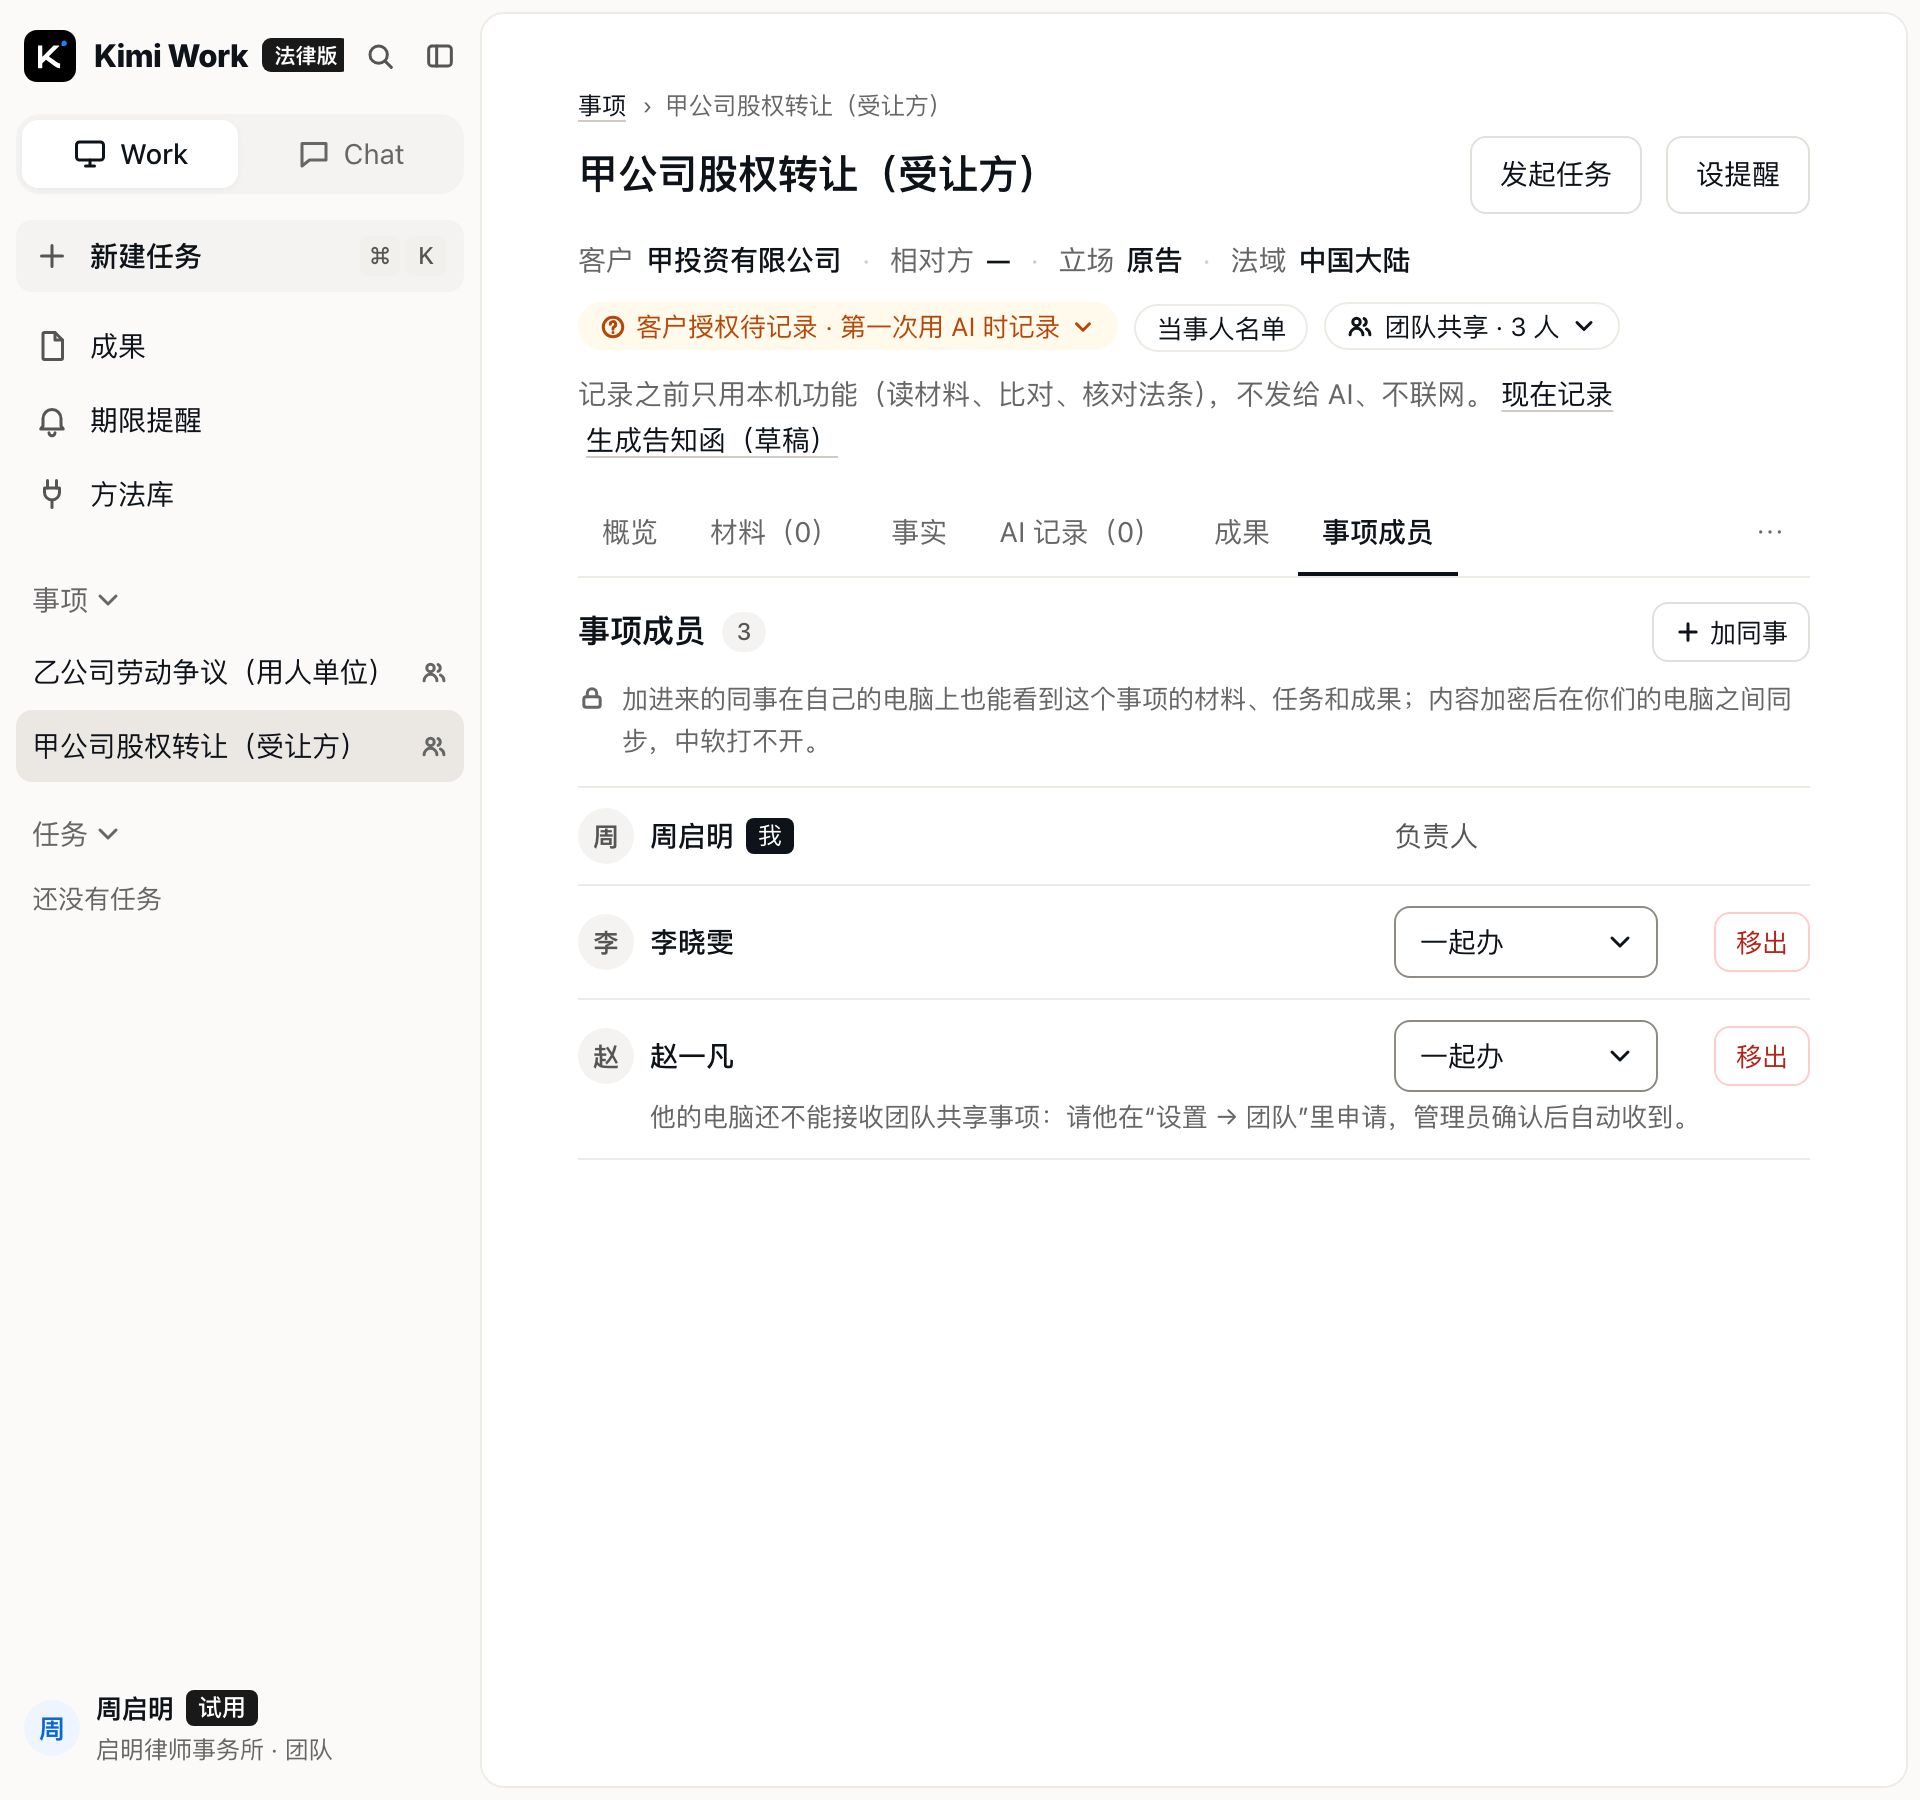 Kimi Work 法律版
Work
Chat
新建任务 ⌘ K
成果
期限提醒
方法库
事项
乙公司劳动争议（用人单位）
甲公司股权转让（受让方）
任务
还没有任务
周
周启明 试用
启明律师事务所 · 团队
事项 › 甲公司股权转让（受让方）
甲公司股权转让（受让方）
发起任务
设提醒
客户 甲投资有限公司 · 相对方 — · 立场 原告 · 法域 中国大陆
客户授权待记录 · 第一次用 AI 时记录
当事人名单
团队共享 · 3 人
记录之前只用本机功能（读材料、比对、核对法条），不发给 AI、不联网。 现在记录
生成告知函（草稿）
概览
材料（0）
事实
AI 记录（0）
成果
事项成员
···
事项成员 3
+ 加同事
加进来的同事在自己的电脑上也能看到这个事项的材料、任务和成果；内容加密后在你们的电脑之间同
步，中软打不开。
周 周启明 我 负责人
李 李晓雯 一起办 移出
赵 赵一凡 一起办 移出
他的电脑还不能接收团队共享事项：请他在“设置 → 团队”里申请，管理员确认后自动收到。